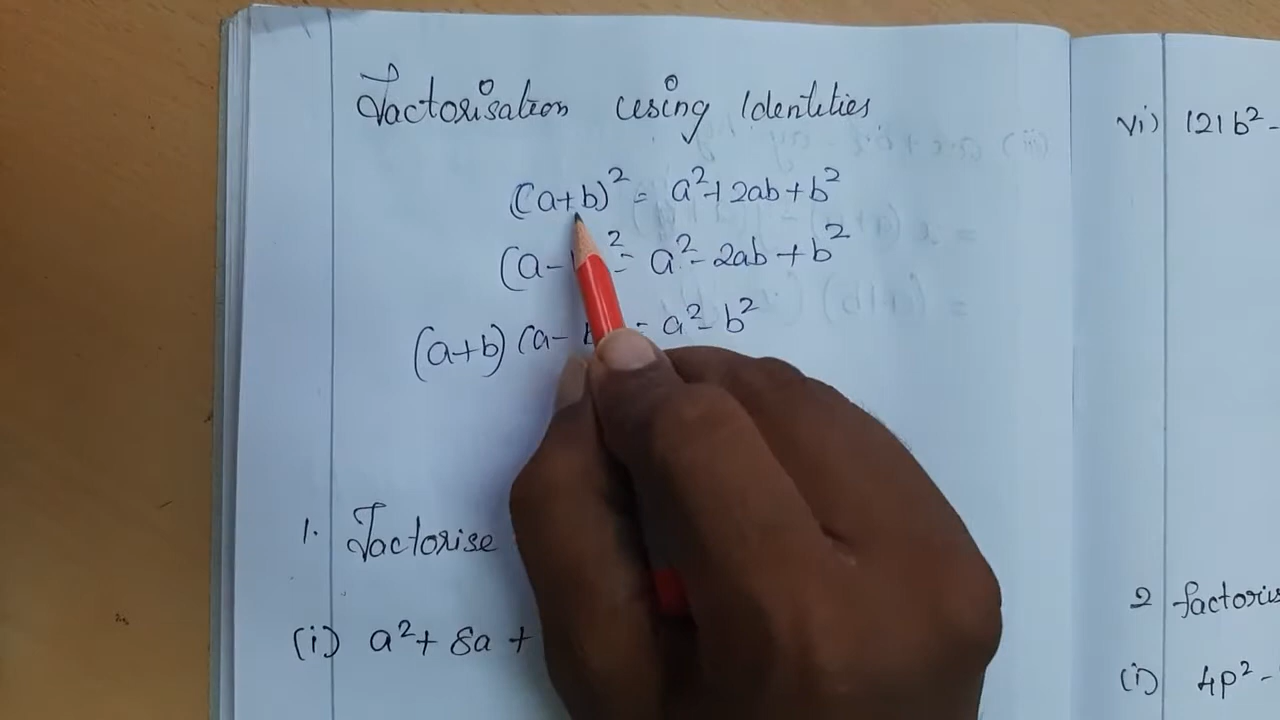 Factorisation using Identities
(a+b)² = a²+2ab+b²
(a- ²= a²- 2ab+b²
(a+b) (a- = a²- b²
1. Factorise
(i) a²+ 8a +
vi) 121b²-
2 factoris
(i) 4p²-